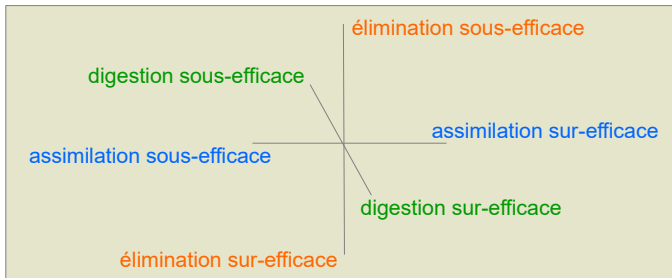 élimination sous-efficace
digestion sous-efficace
assimilation sur-efficace
assimilation sous-efficace
digestion sur-efficace
élimination sur-efficace